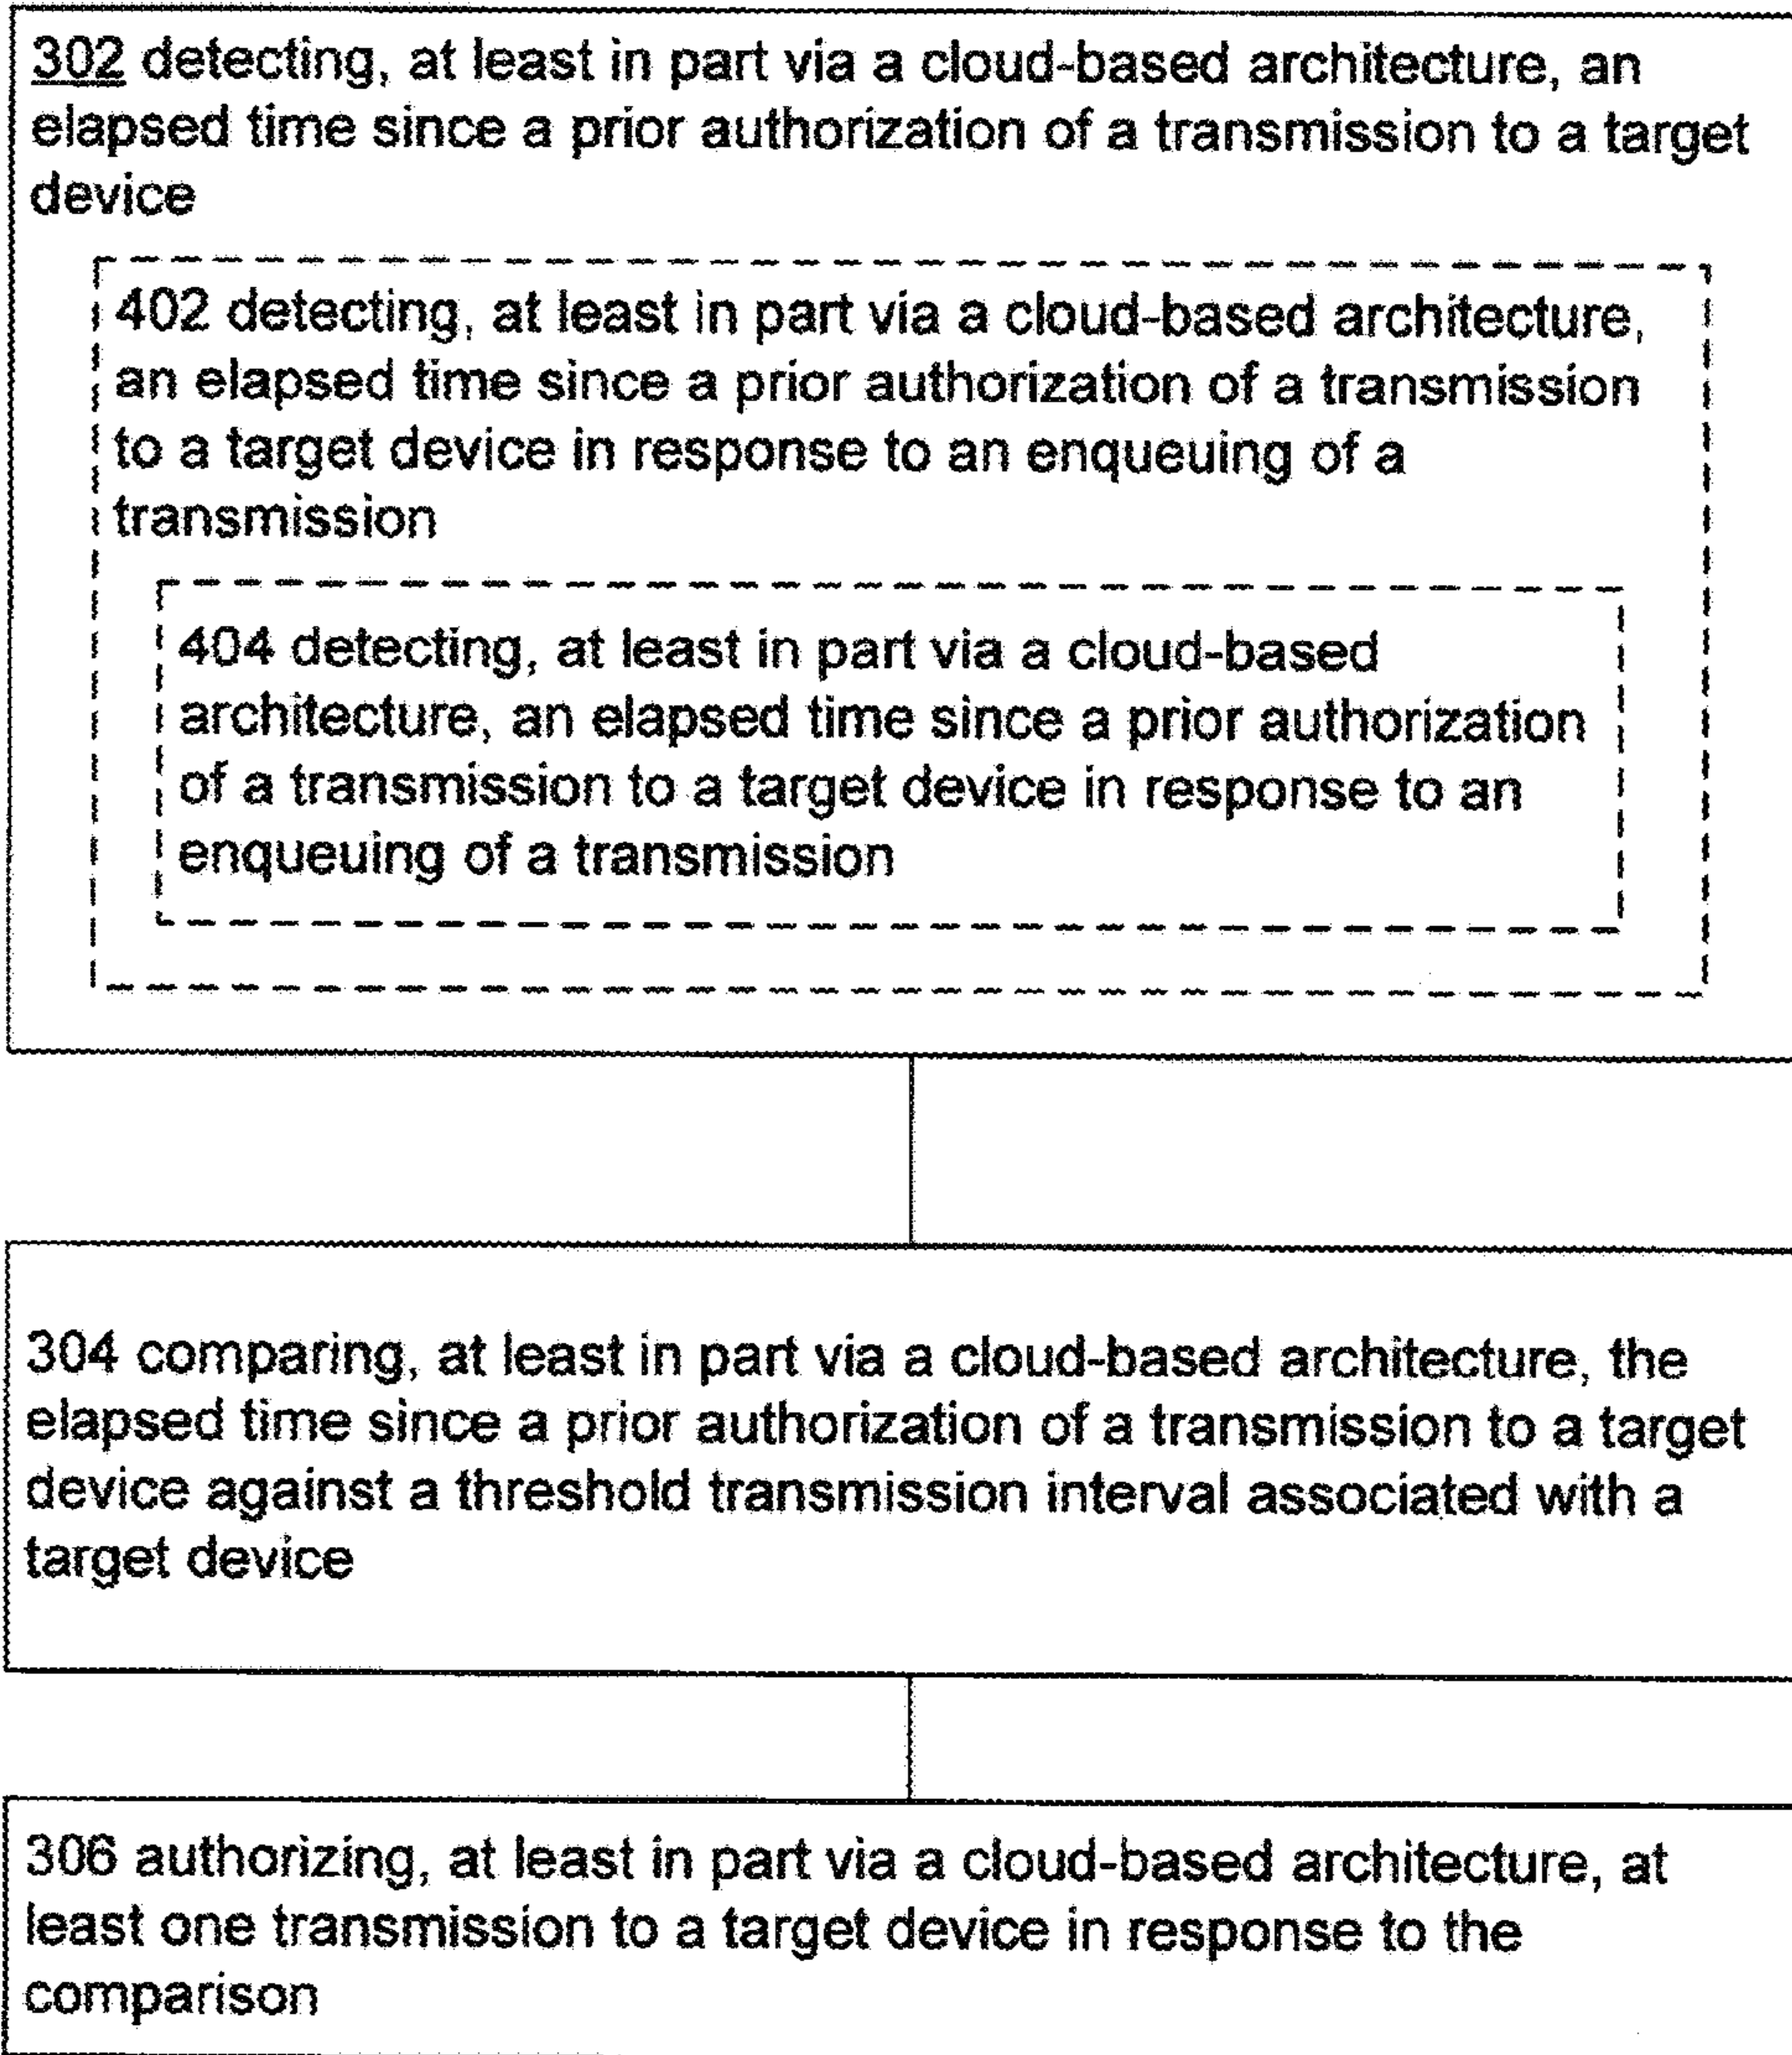 302 detecting, at least in part via a cloud-based architecture, an
elapsed time since a prior authorization of a transmission to a target
device
402 detecting, at least in part via a cloud-based architecture,
an elapsed time since a prior authorization of a transmission
to a target device in response to an enqueuing of a
transmission
404 detecting, at least in part via a cloud-based
architecture, an elapsed time since a prior authorization
of a transmission to a target device in response to an
enqueuing of a transmission
304 comparing, at least in part via a cloud-based architecture, the
elapsed time since a prior authorization of a transmission to a target
device against a threshold transmission interval associated with a
target device
306 authorizing, at least in part via a cloud-based architecture, at
least one transmission to a target device in response to the
comparison